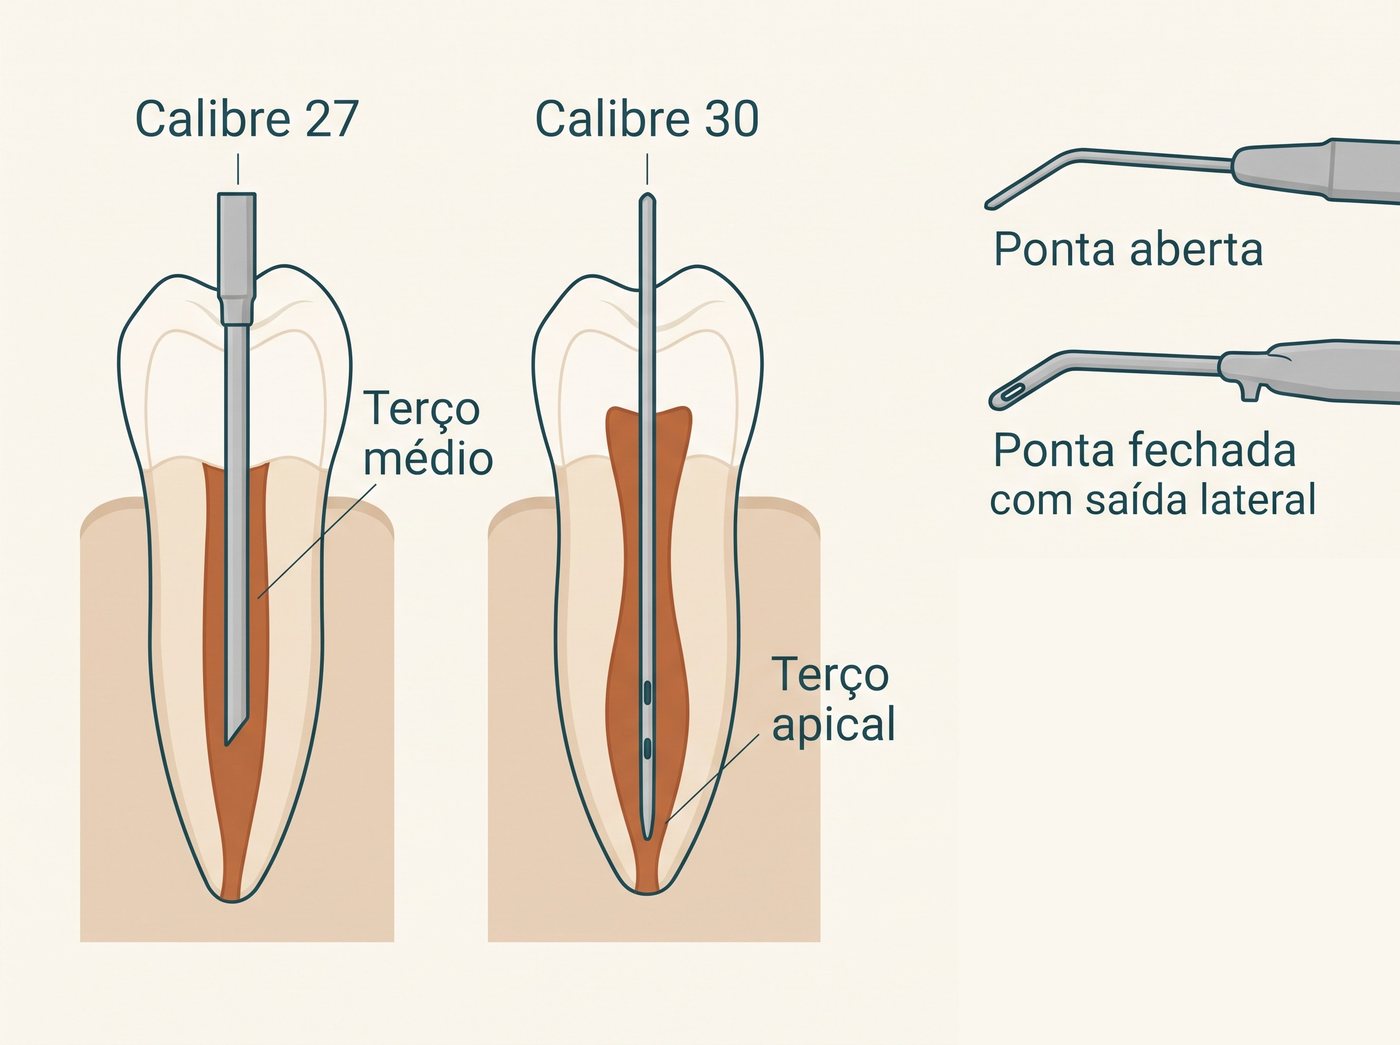 Calibre 27
Calibre 30
Terço
médio
Terço
apical
Ponta aberta
Ponta fechada
com saída lateral